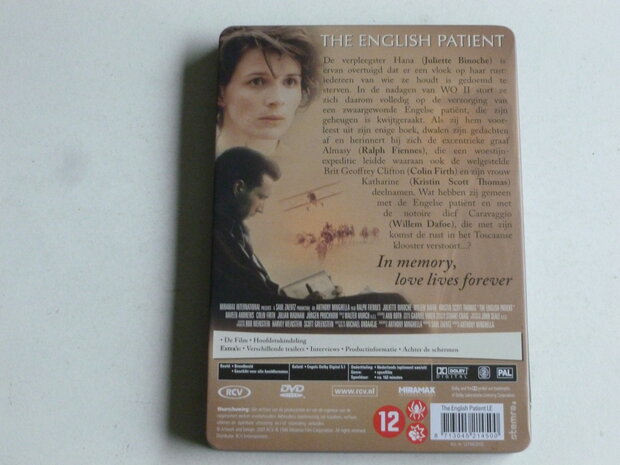 THE ENGLISH PATIENT
De verpleegster Hana (Juliette Binoche) is
ervan overtuigd dat er een vloek op haar rust:
iedereen van wie ze houdt is gedoemd te
sterven. In de nadagen van WO II stort ze
zich daarom volledig op de verzorging van
een zwaargewonde Engelse patiënt, die zijn
geheugen is kwijtgeraakt. Als zij hem voor-
leest uit zijn enige boek, dwalen zijn gedachten
af en herinnert hij zich de excentrieke graaf
Almasy (Ralph Fiennes), die een woestijn-
expeditie leidde waaraan ook de welgestelde
Brit Geoffrey Clifton (Colin Firth) en zijn vrouw
Katharine (Kristin Scott Thomas)
deelnamen. Wat hebben zij gemeen
met de Engelse patiënt en met
de notoire dief Caravaggio
(Willem Dafoe), die met zijn
komst de rust in het Toscaanse
klooster verstoort...?
In memory,
love lives forever
• De Film • Hoofdstukindeling
Extra's: • Verschillende trailers • Interviews • Productinformatie • Achter de schermen
DOLBY
DIGITAL
PAL
RCV
DVD
www.rcv.nl
MIRAMAX
12
The English Patient LE
8 713045 214500
stemra